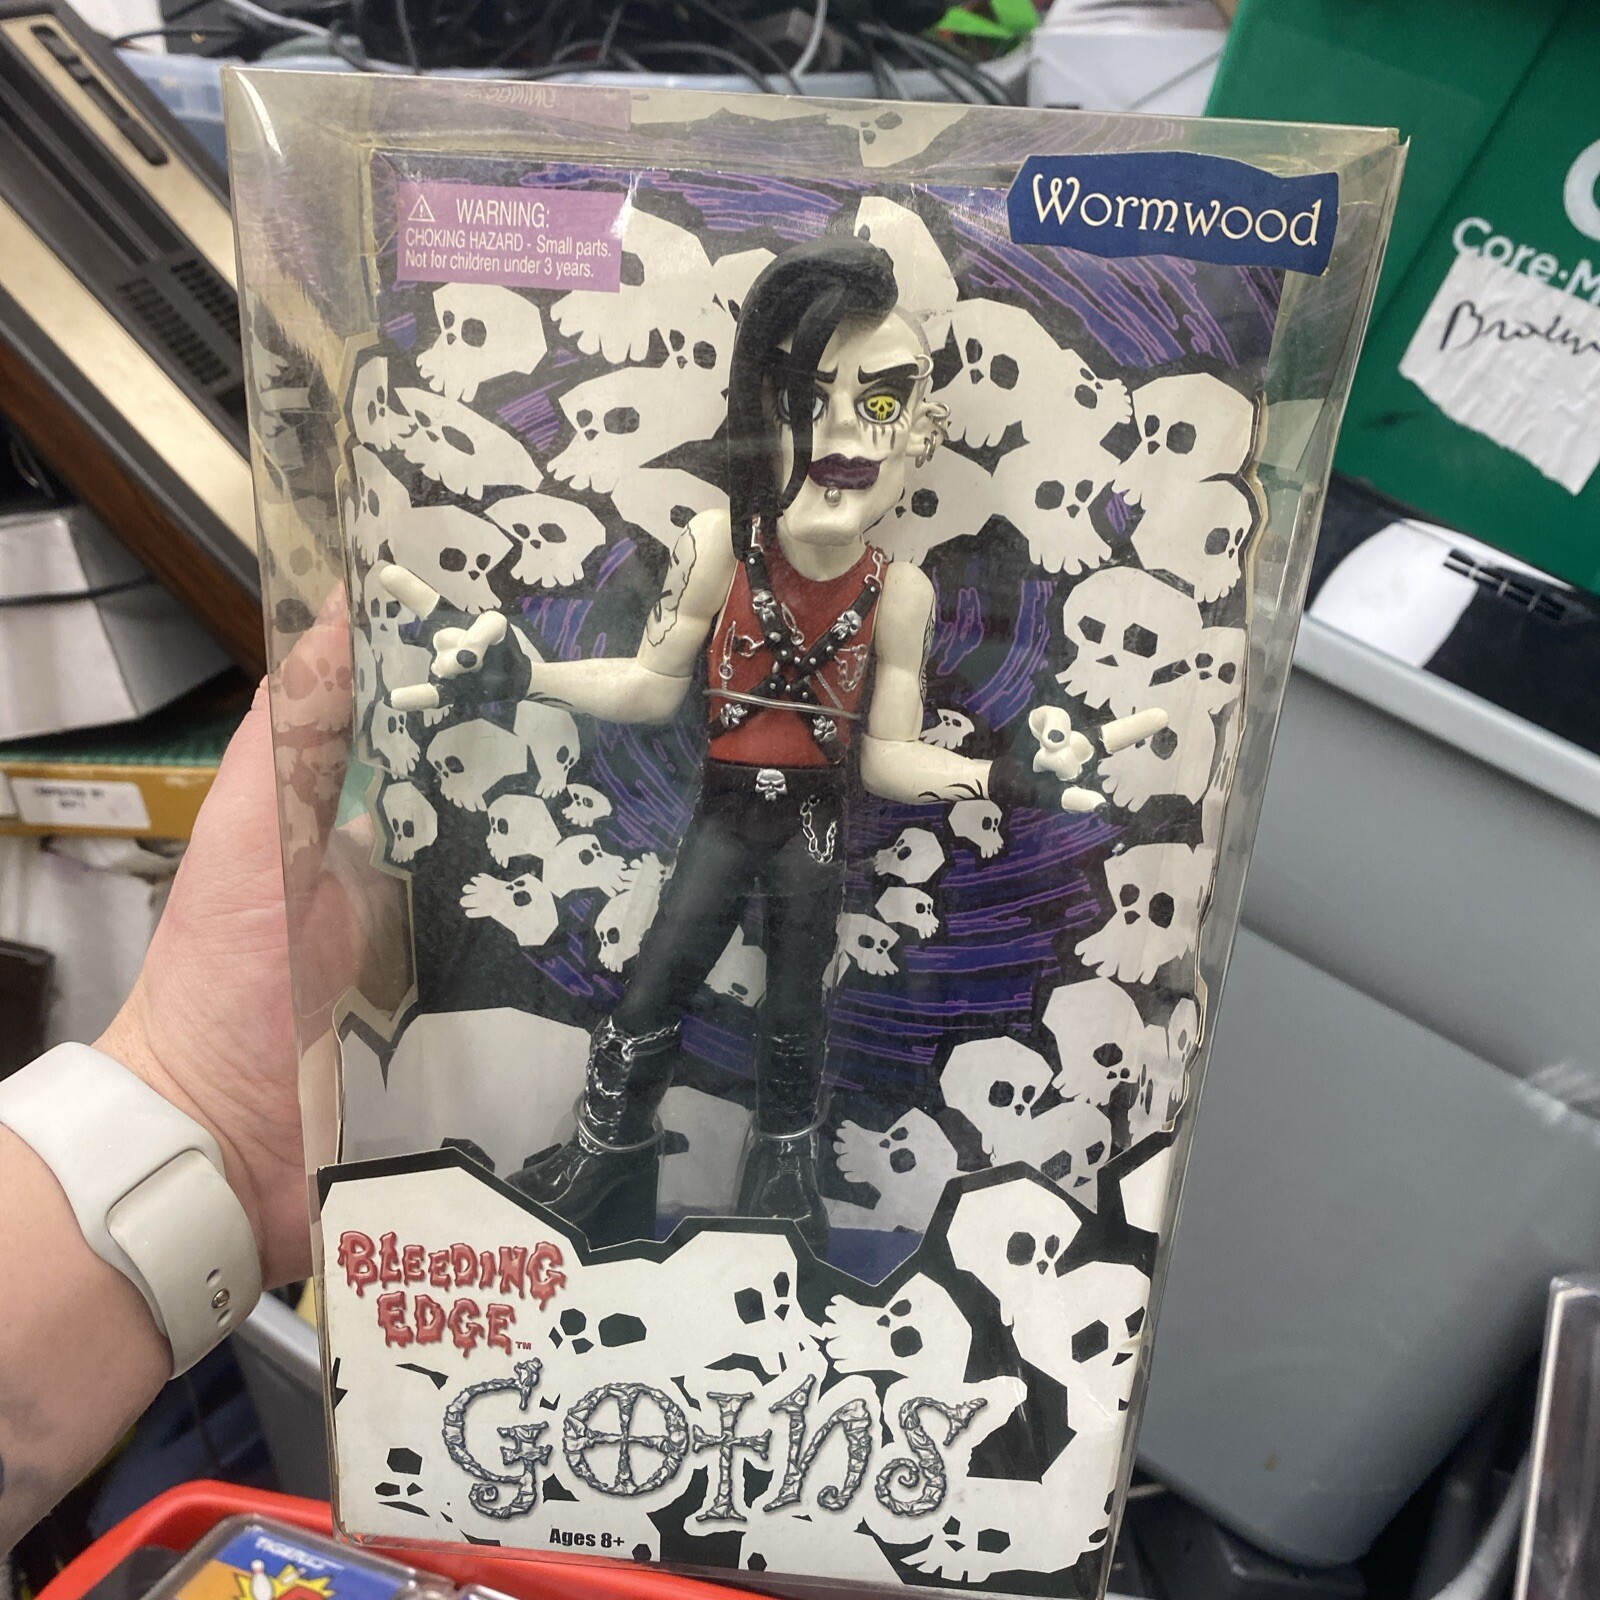 Wormwood
WARNING:
CHOKING HAZARD - Small parts.
Not for children under 3 years.
BLEEDING
EDGE™
GOTHS
Ages 8+
Core-M